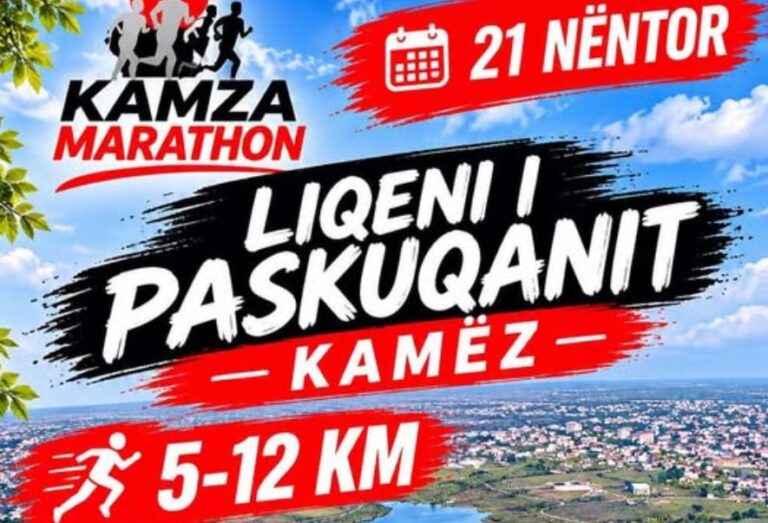 KAMZA
MARATHON
21 NËNTOR
LIQENI I
PASKUQANIT
— KAMËZ —
5-12 KM